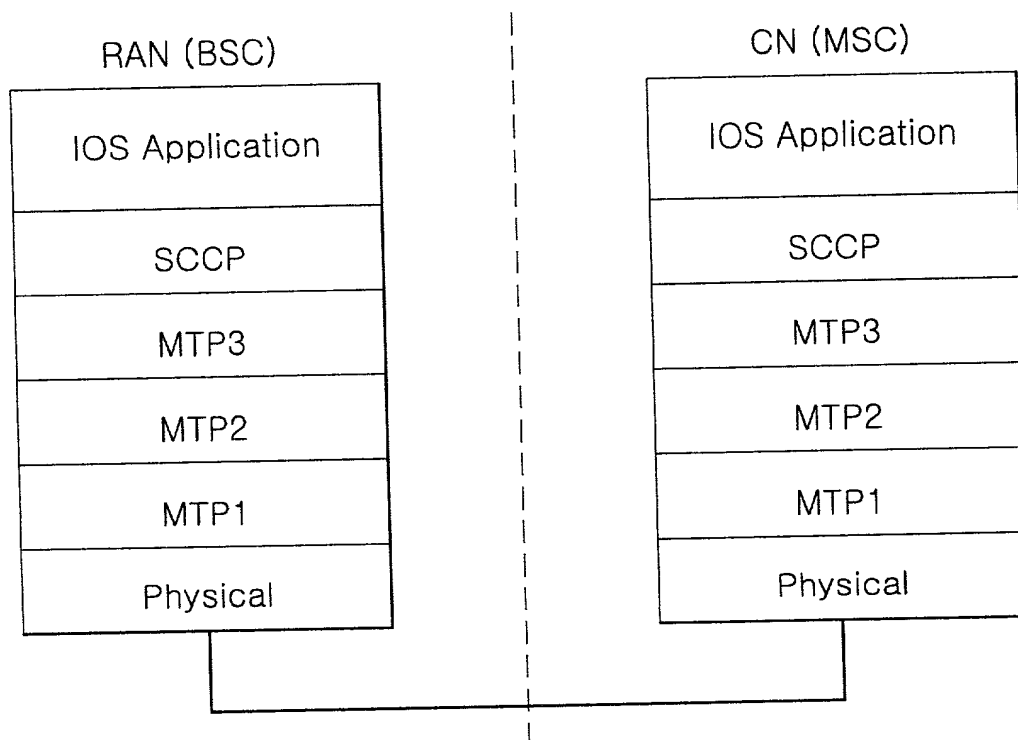 RAN (BSC)
IOS Application
SCCP
MTP3
MTP2
MTP1
Physical
CN (MSC)
IOS Application
SCCP
MTP3
MTP2
MTP1
Physical